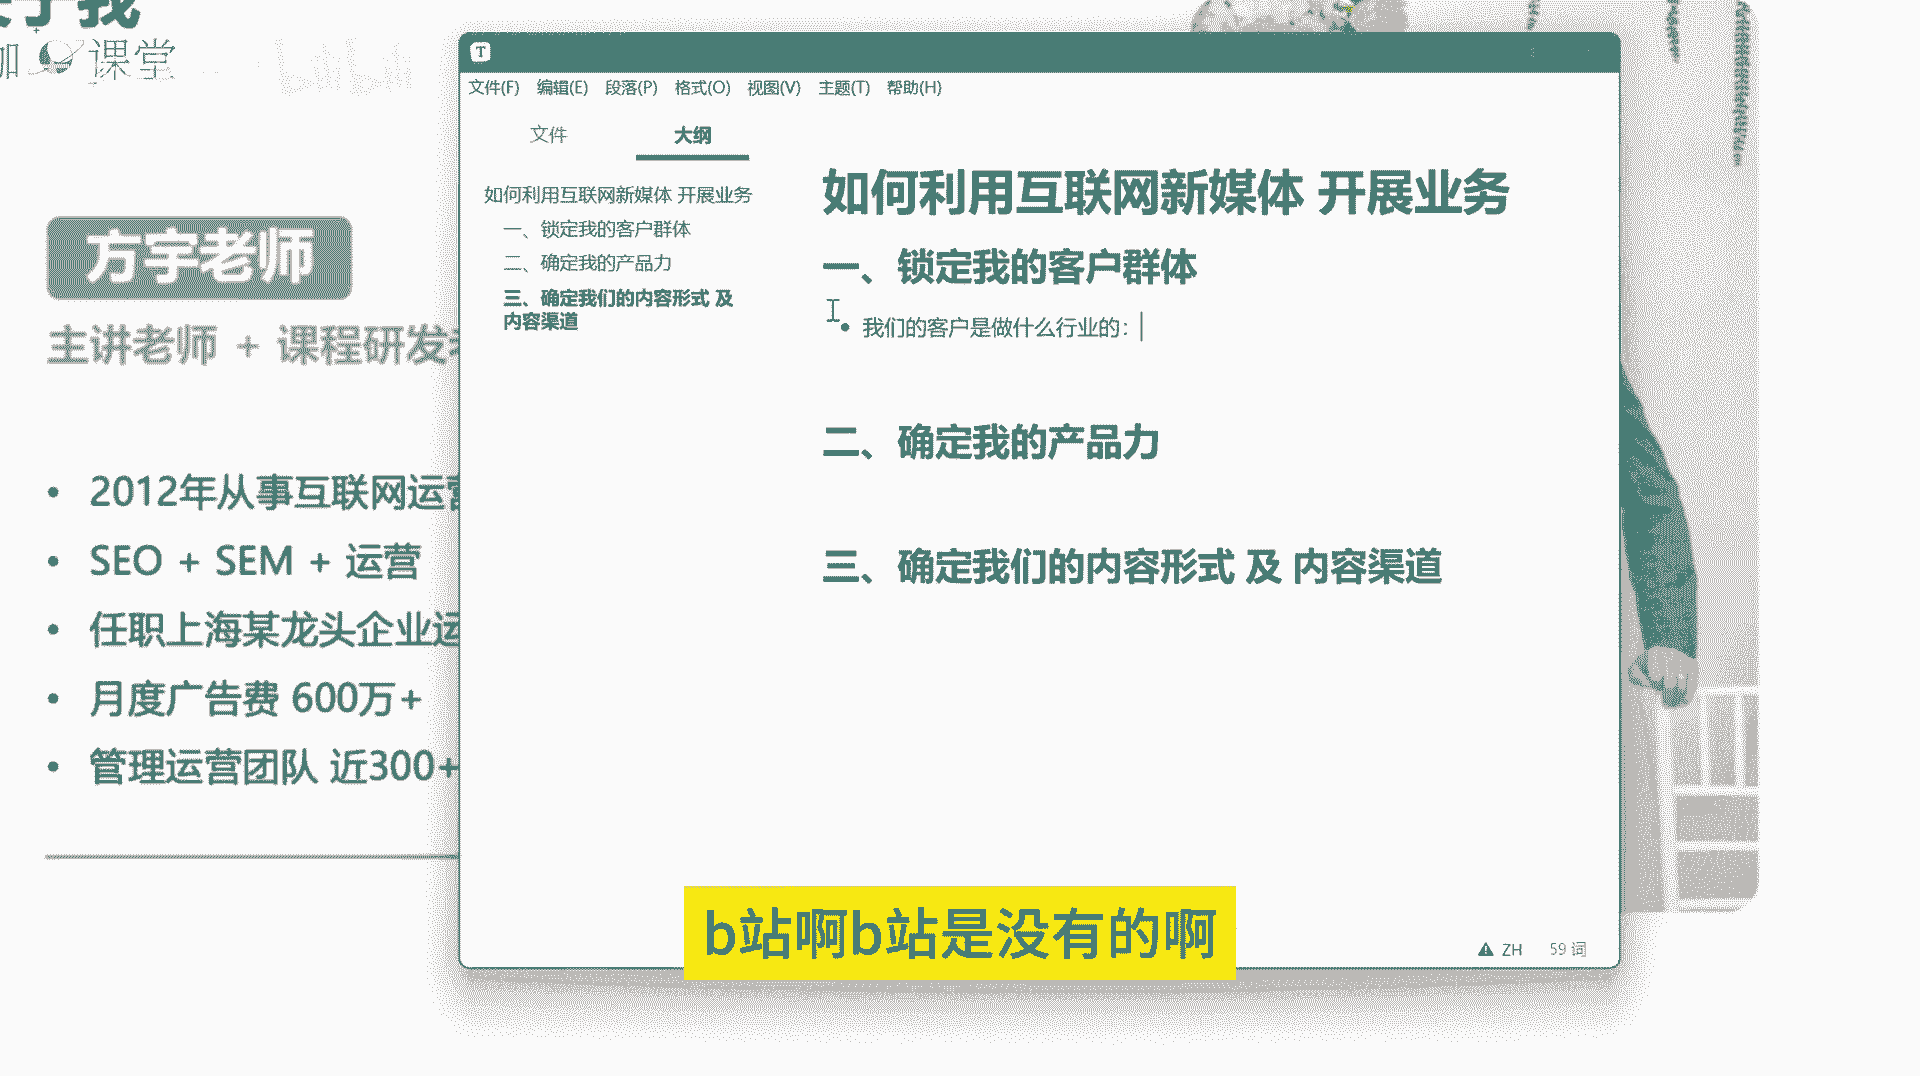 课堂
bilibili
方宇老师
主讲老师 + 课程研发
• 2012年从事互联网运营
• SEO + SEM + 运营
• 任职上海某龙头企业运
• 月度广告费 600万+
• 管理运营团队 近300+
T
文件(F) 编辑(E) 段落(P) 格式(O) 视图(V) 主题(T) 帮助(H)
文件 大纲
如何利用互联网新媒体 开展业务
一、锁定我的客户群体
二、确定我的产品力
三、确定我们的内容形式 及
内容渠道
如何利用互联网新媒体 开展业务
一、锁定我的客户群体
• 我们的客户是做什么行业的：
二、确定我的产品力
三、确定我们的内容形式 及 内容渠道
ZH 59 词
b站啊b站是没有的啊